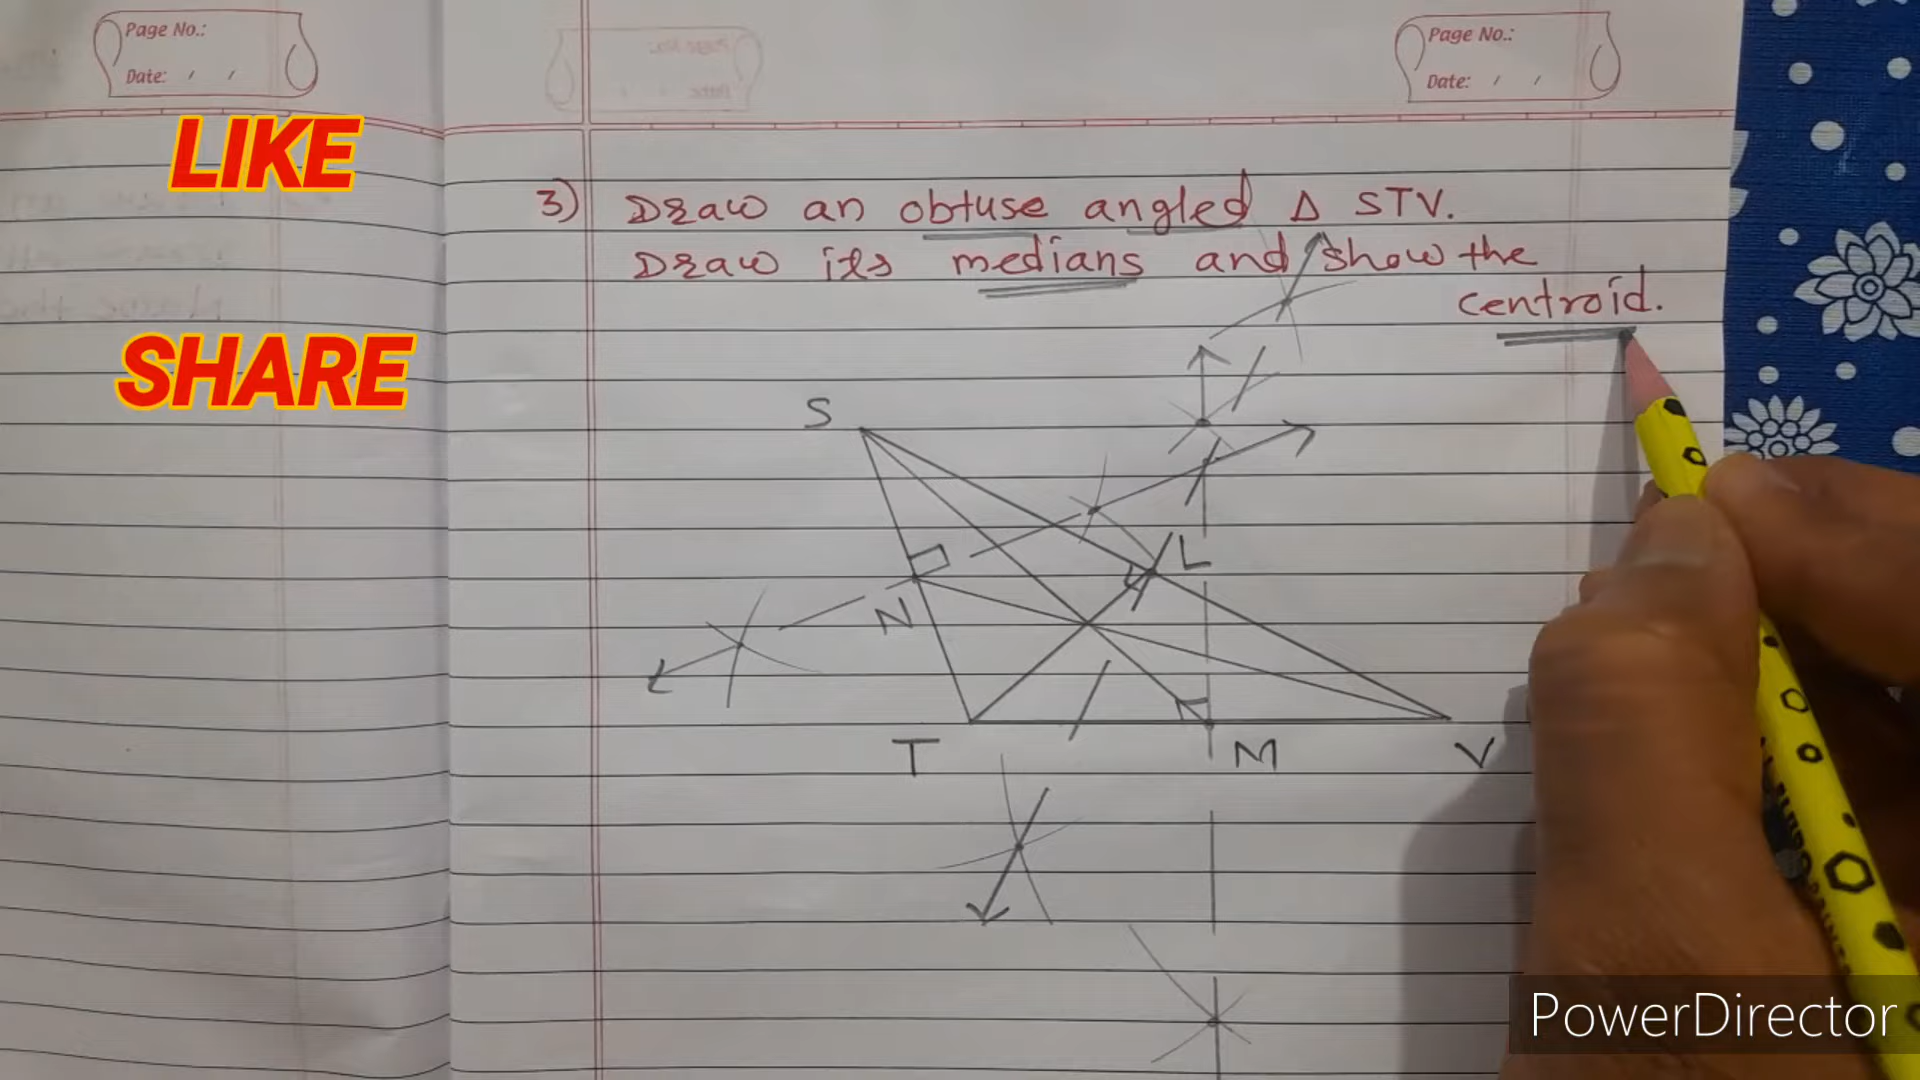 Page No.:
Date: / /
Page No.:
Date: / /
LIKE
SHARE
3) Draw an obtuse angled Δ STV.
Draw its medians and show the
centroid.
S
L
N
T
M
V
PowerDirector